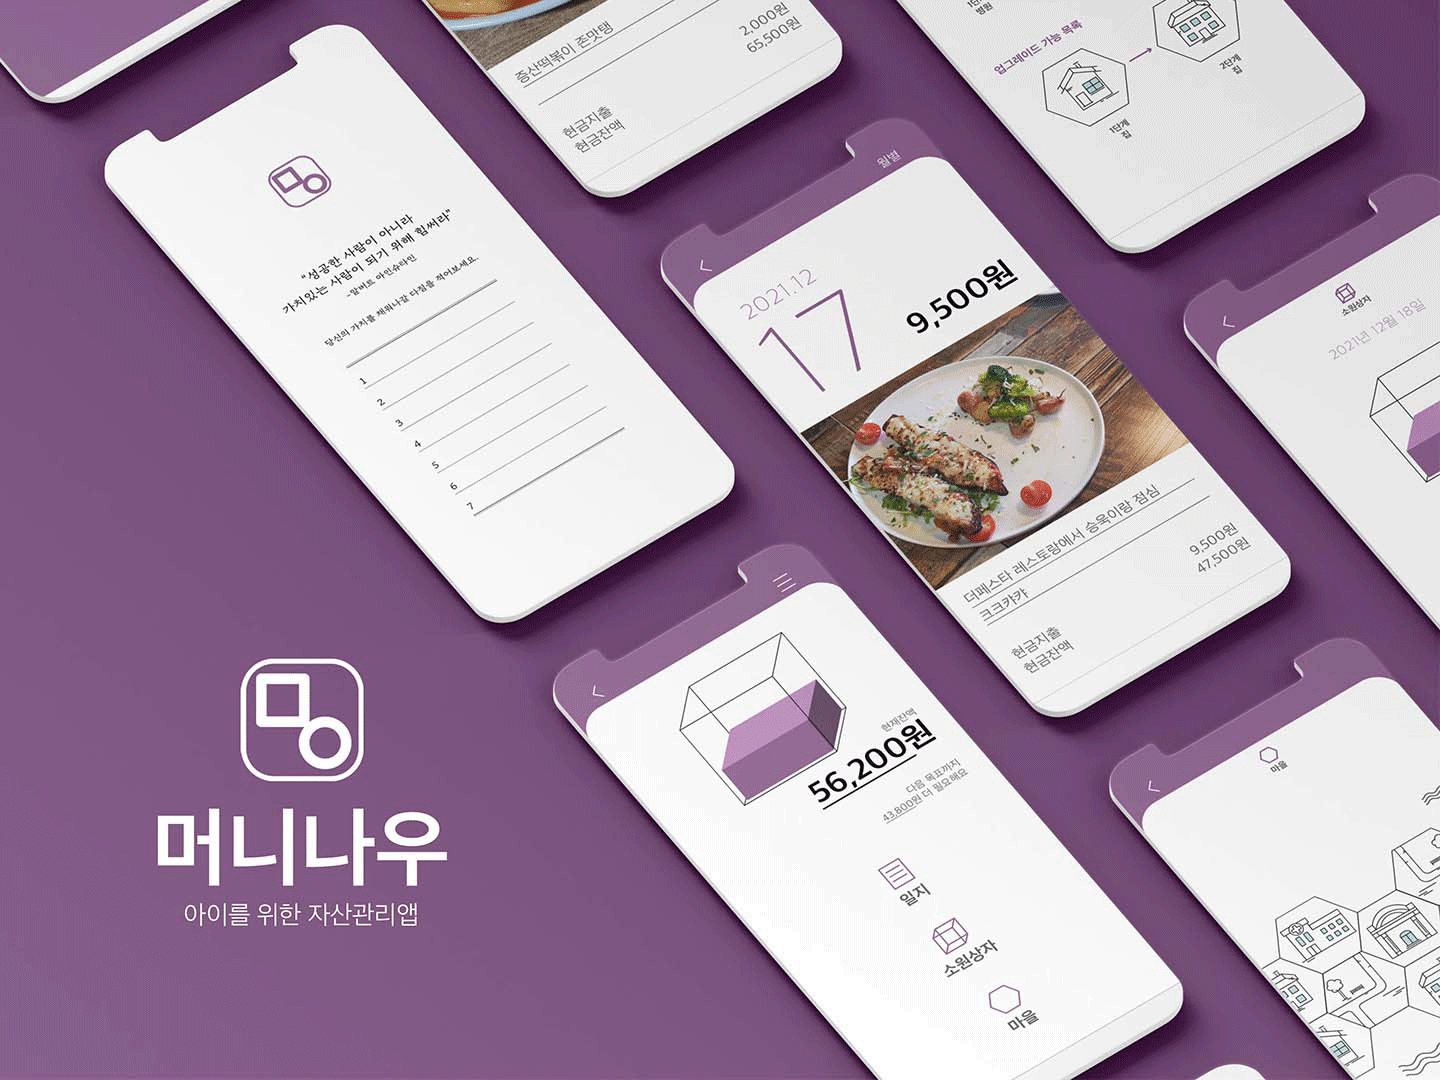 증산떡볶이 존맛탱
2,000원
65,500원
현금지출
현금잔액
1단계
병원
업그레이드 가능 목록
1단계
집
2단계
집
“성공한 사람이 아니라
가치있는 사람이 되기 위해 힘써라”
-알버트 아인슈타인
당신의 가치를 채워나갈 다짐을 적어보세요.
1
2
3
4
5
6
7
월별
2021.12
17
9,500원
더페스타 레스토랑에서 승욱이랑 점심
크크캬캬
9,500원
47,500원
현금지출
현금잔액
소원상자
2021년 12월 18일
현재잔액
56,200원
다음 목표까지
43,800원 더 필요해요
일지
소원상자
마을
마을
머니나우
아이를 위한 자산관리앱